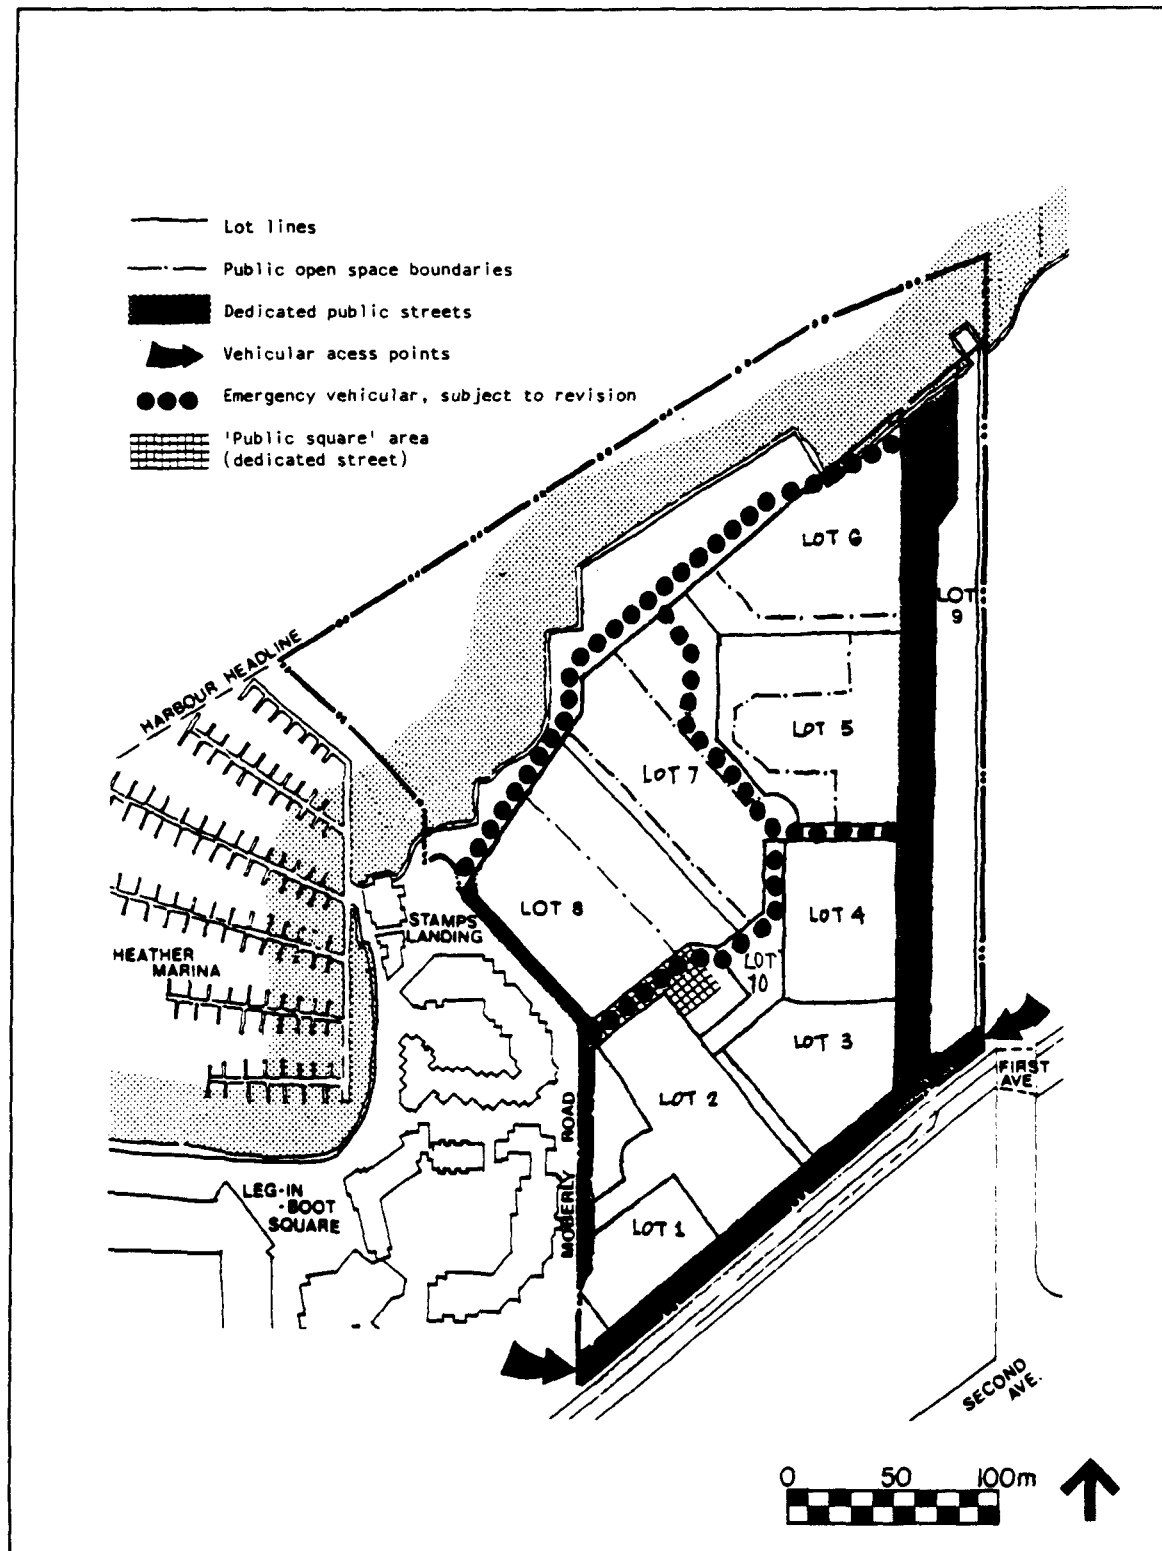 Lot lines
Public open space boundaries
Dedicated public streets
Vehicular acess points
Emergency vehicular, subject to revision
'Public square' area
(dedicated street)
LOT 6
LOT
9
HARBOUR HEADLINE
LOT 5
LOT 7
LOT 8
LOT 4
STAMPS
LANDING
HEATHER
MARINA
LOT
10
LOT 3
FIRST
AVE.
LOT 2
MOBERLY ROAD
LEG-IN
-BOOT
SQUARE
LOT 1
SECOND
AVE.
0 50 100m